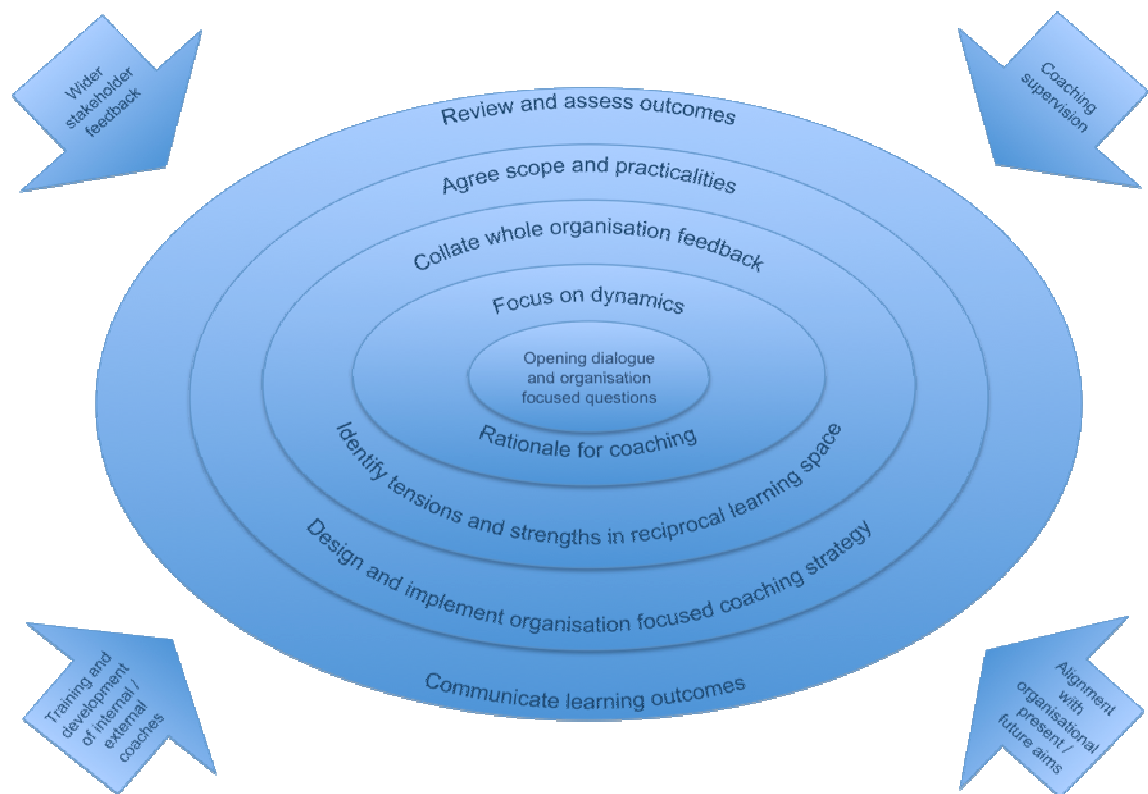 Wider
stakeholder
feedback
Coaching
supervision
Review and assess outcomes
Agree scope and practicalities
Collate whole organisation feedback
Focus on dynamics
Opening dialogue
and organisation
focused questions
Rationale for coaching
Identify tensions and strengths in reciprocal learning space
Design and implement organisation focused coaching strategy
Communicate learning outcomes
Training and
development
of internal /
external
coaches
Alignment
with
organisational
present /
future aims